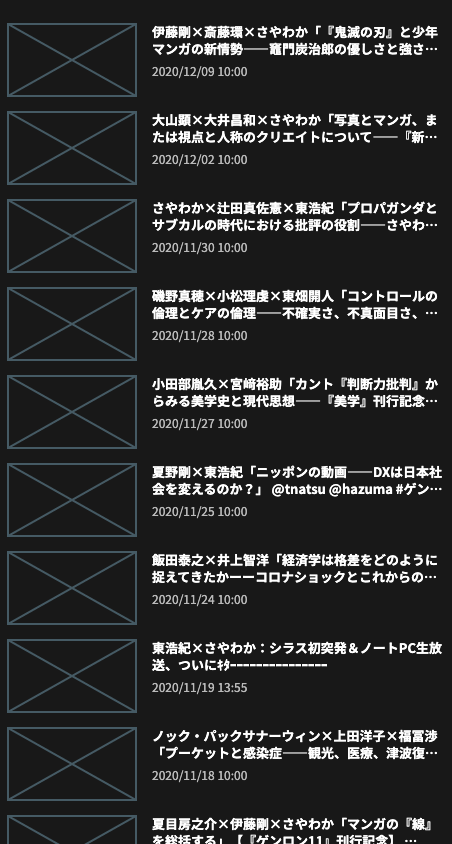 伊藤剛×斎藤環×さやわか「『鬼滅の刃』と少年
マンガの新情勢――竈門炭治郎の優しさと強さ…
2020/12/09 10:00
大山顕×大井昌和×さやわか「写真とマンガ、ま
たは視点と人称のクリエイトについて――『新…
2020/12/02 10:00
さやわか×辻田真佐憲×東浩紀「プロパガンダと
サブカルの時代における批評の役割――さやわ…
2020/11/30 10:00
磯野真穂×小松理虔×東畑開人「コントロールの
倫理とケアの倫理――不確実さ、不真面目さ、…
2020/11/28 10:00
小田部胤久×宮﨑裕助「カント『判断力批判』か
らみる美学史と現代思想――『美学』刊行記念…
2020/11/27 10:00
夏野剛×東浩紀「ニッポンの動画――DXは日本社
会を変えるのか？」 @tnatsu @hazuma #ゲン…
2020/11/25 10:00
飯田泰之×井上智洋「経済学は格差をどのように
捉えてきたかーーコロナショックとこれからの…
2020/11/24 10:00
東浩紀×さやわか：シラス初突発＆ノートPC生放
送、ついにｷﾀｰｰｰｰｰｰｰｰｰｰｰｰｰｰｰ
2020/11/19 13:55
ノック・パックサナーウィン×上田洋子×福冨渉
「プーケットと感染症――観光、医療、津波復…
2020/11/18 10:00
夏目房之介×伊藤剛×さやわか「マンガの『線』
を総括する」【『ゲンロン11』刊行記念】 …